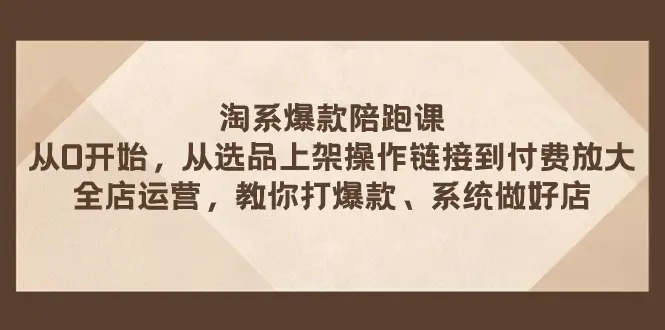 淘系爆款陪跑课
从0开始，从选品上架操作链接到付费放大
全店运营，教你打爆款、系统做好店